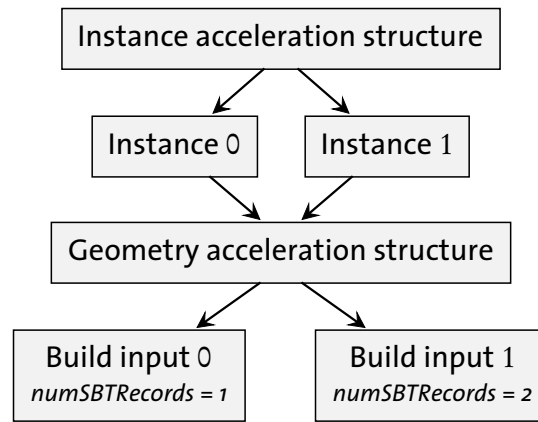 Instance acceleration structure
Instance 0
Instance 1
Geometry acceleration structure
Build input 0
numSBTRecords = 1
Build input 1
numSBTRecords = 2